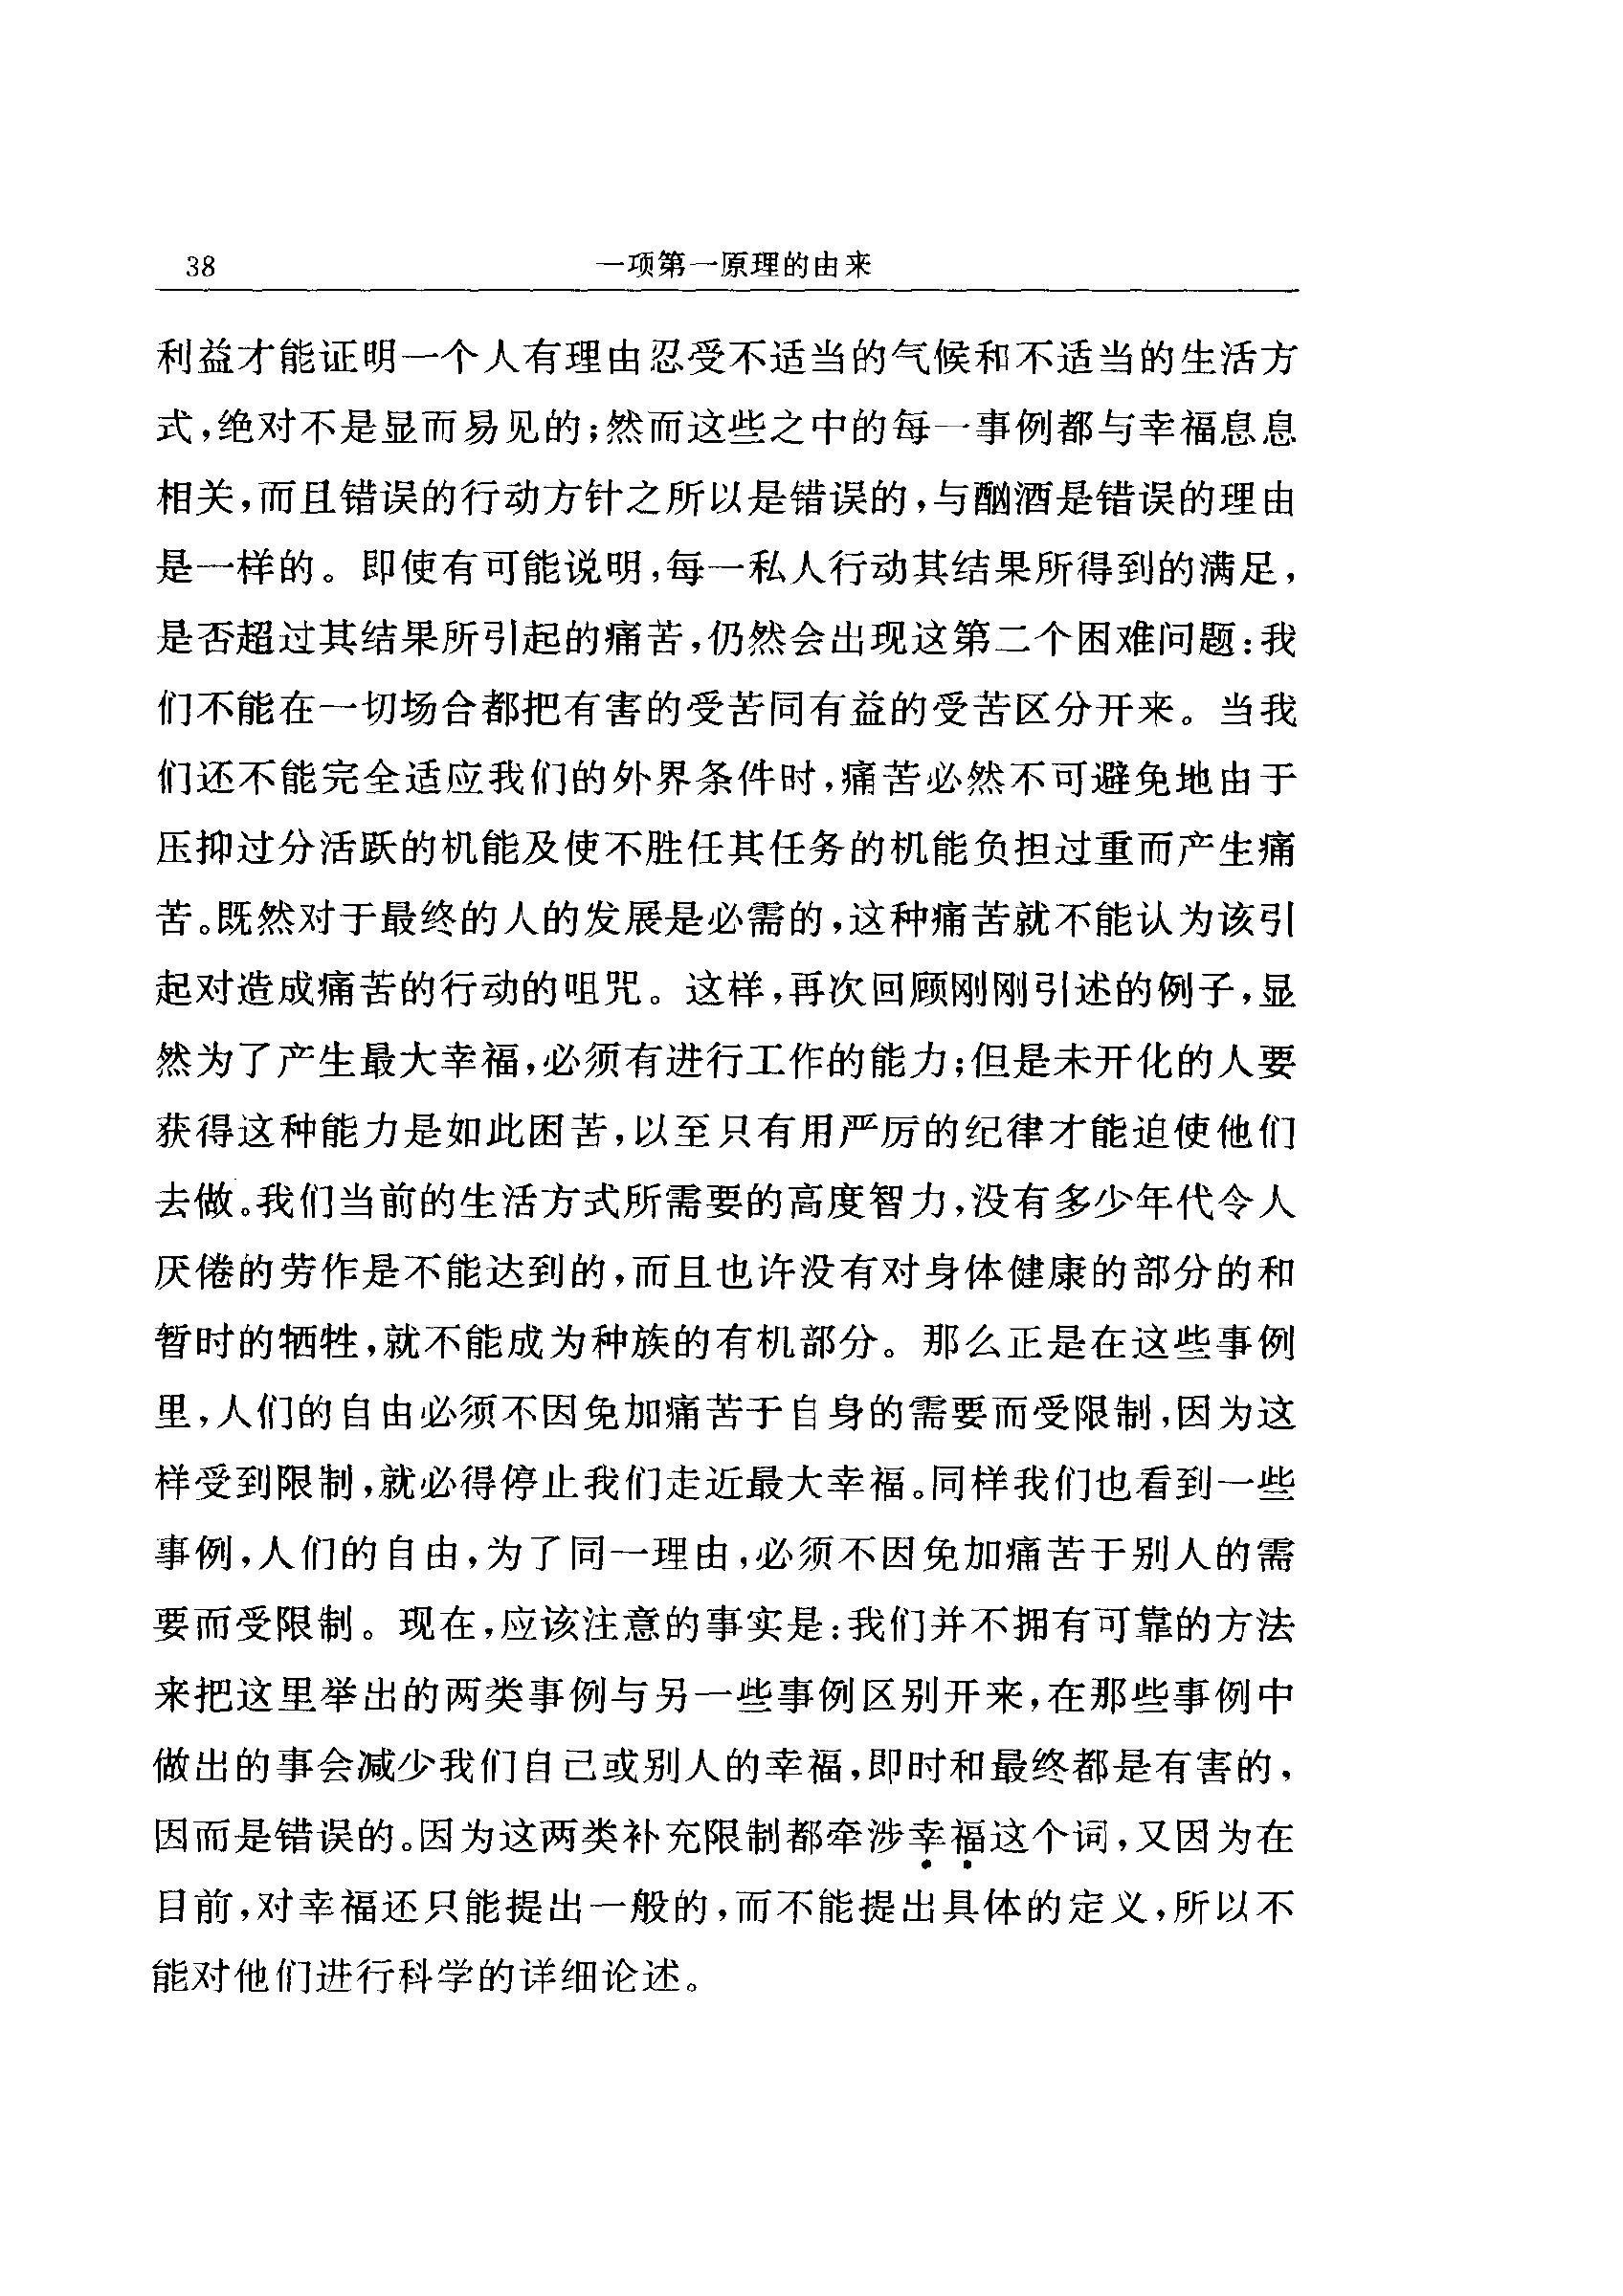 38 一项第一原理的由来
利益才能证明一个人有理由忍受不适当的气候和不适当的生活方
式，绝对不是显而易见的；然而这些之中的每一事例都与幸福息息
相关，而且错误的行动方针之所以是错误的，与酗酒是错误的理由
是一样的。即使有可能说明，每一私人行动其结果所得到的满足，
是否超过其结果所引起的痛苦，仍然会出现这第二个困难问题：我
们不能在一切场合都把有害的受苦同有益的受苦区分开来。当我
们还不能完全适应我们的外界条件时，痛苦必然不可避免地由于
压抑过分活跃的机能及使不胜任其任务的机能负担过重而产生痛
苦。既然对于最终的人的发展是必需的，这种痛苦就不能认为该引
起对造成痛苦的行动的咀咒。这样，再次回顾刚刚引述的例子，显
然为了产生最大幸福，必须有进行工作的能力；但是未开化的人要
获得这种能力是如此困苦，以至只有用严厉的纪律才能迫使他们
去做。我们当前的生活方式所需要的高度智力，没有多少年代令人
厌倦的劳作是不能达到的，而且也许没有对身体健康的部分的和
暂时的牺牲，就不能成为种族的有机部分。那么正是在这些事例
里，人们的自由必须不因免加痛苦于自身的需要而受限制，因为这
样受到限制，就必得停止我们走近最大幸福。同样我们也看到一些
事例，人们的自由，为了同一理由，必须不因免加痛苦于别人的需
要而受限制。现在，应该注意的事实是：我们并不拥有可靠的方法
来把这里举出的两类事例与另一些事例区别开来，在那些事例中
做出的事会减少我们自己或别人的幸福，即时和最终都是有害的，
因而是错误的。因为这两类补充限制都牵涉幸福这个词，又因为在
目前，对幸福还只能提出一般的，而不能提出具体的定义，所以不
能对他们进行科学的详细论述。